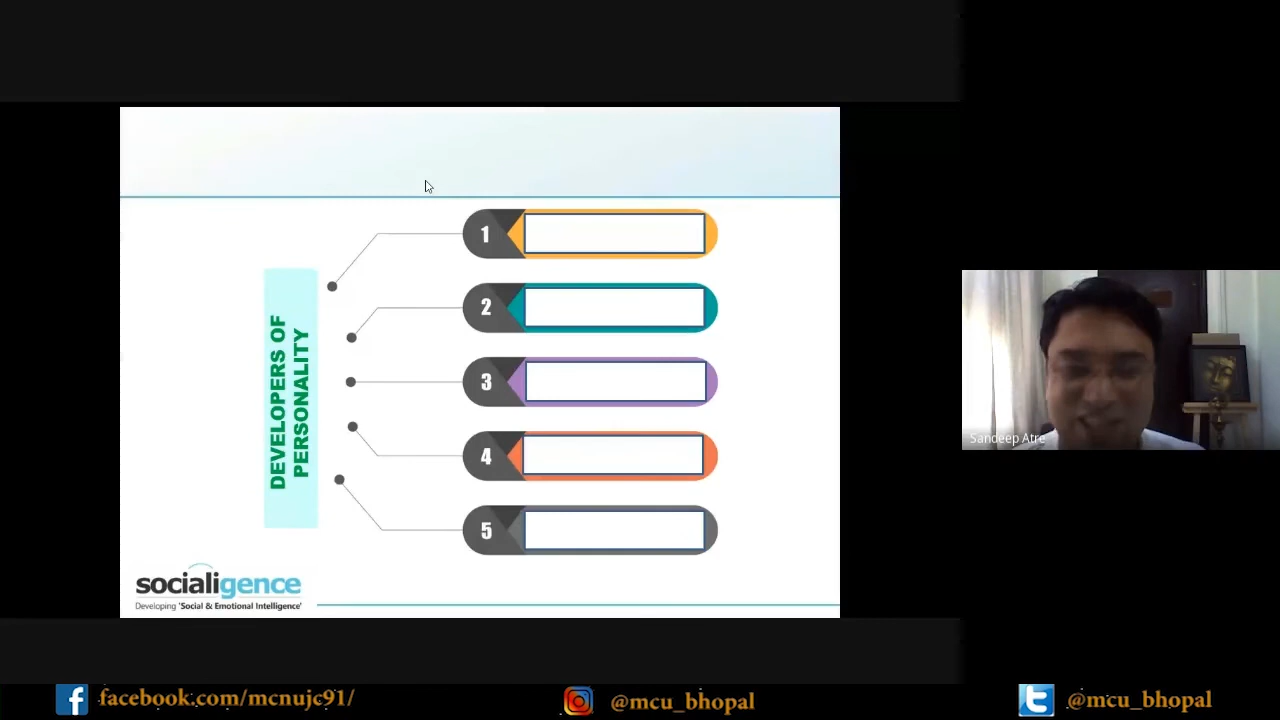 1
2
3
4
5
DEVELOPERS OF
PERSONALITY
socialigence
Developing 'Social & Emotional Intelligence'
Sandeep Atre
facebook.com/mcnujc91/
@mcu_bhopal
@mcu_bhopal